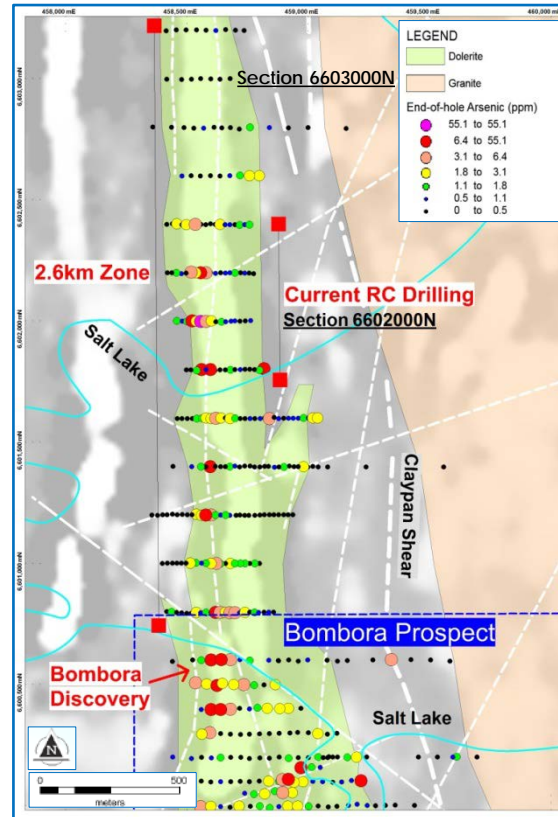 458,000 mE
458,500 mE
459,000 mE
459,500 mE
460,000 mE
LEGEND
Dolerite
Granite
End-of-hole Arsenic (ppm)
55.1 to 55.1
6.4 to 55.1
3.1 to 6.4
1.8 to 3.1
1.1 to 1.8
0.5 to 1.1
0 to 0.5
Section 6603000N
6,603,000 mN
6,602,500 mN
2.6km Zone
Current RC Drilling
Section 6602000N
6,602,000 mN
Salt Lake
6,601,500 mN
Claypan Shear
6,601,000 mN
Bombora Prospect
Bombora
Discovery
6,600,500 mN
Salt Lake
N
0
500
meters